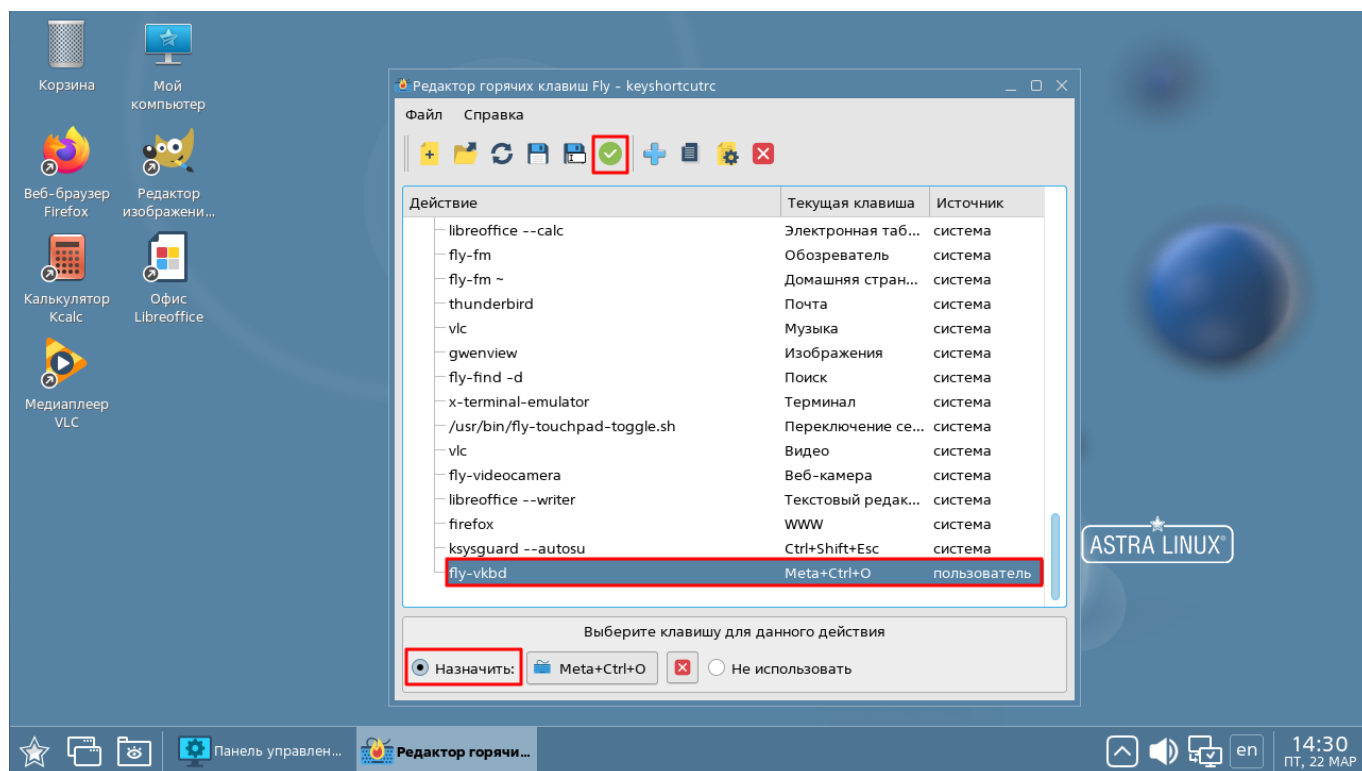 Корзина
Мой
компьютер
Веб-браузер
Firefox
Редактор
изображени...
Калькулятор
Kcalc
Офис
Libreoffice
Медиаплеер
VLC
Редактор горячих клавиш Fly - keyshortcutrc
Файл Справка
Действие Текущая клавиша Источник
libreoffice --calc Электронная таб... система
fly-fm Обозреватель система
fly-fm ~ Домашняя стран... система
thunderbird Почта система
vlc Музыка система
gwenview Изображения система
fly-find -d Поиск система
x-terminal-emulator Терминал система
/usr/bin/fly-touchpad-toggle.sh Переключение се... система
vlc Видео система
fly-videocamera Веб-камера система
libreoffice --writer Текстовый редак... система
firefox WWW система
ksysguard --autosu Ctrl+Shift+Esc система
fly-vkbd Meta+Ctrl+O пользователь
Выберите клавишу для данного действия
Назначить: Meta+Ctrl+O Не использовать
ASTRA LINUX®
Панель управлен... Редактор горячи... en 14:30
ПТ, 22 МАР